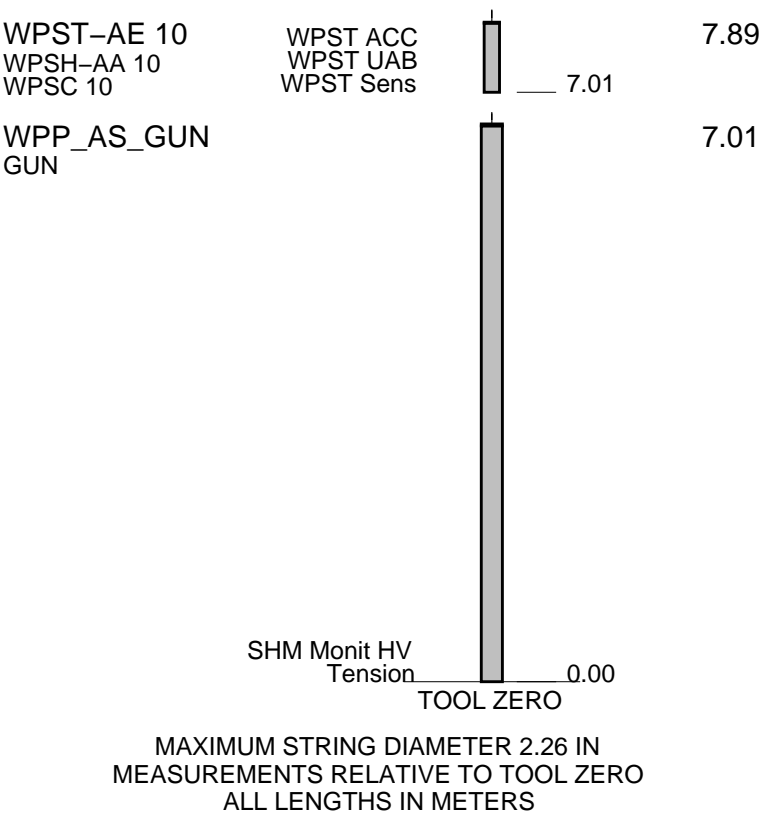 WPST−AE 10 WPST ACC 7.89
WPSH−AA 10 WPST UAB
WPSC 10 WPST Sens 7.01
WPP_AS_GUN 7.01
GUN
SHM Monit HV
Tension 0.00
TOOL ZERO
MAXIMUM STRING DIAMETER 2.26 IN
MEASUREMENTS RELATIVE TO TOOL ZERO
ALL LENGTHS IN METERS